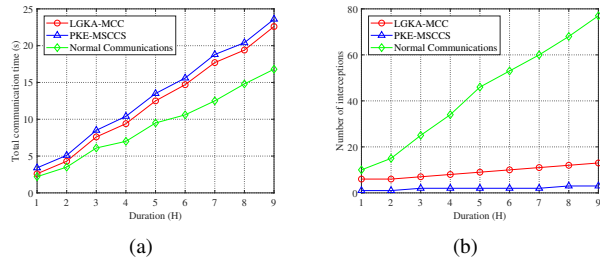 25
20
15
10
5
0
Total communication time (s)
LGKA-MCC
PKE-MSCCS
Normal Communications
1 2 3 4 5 6 7 8 9
Duration (H)
(a)
80
60
40
20
0
Number of interceptions
LGKA-MCC
PKE-MSCCS
Normal Communications
1 2 3 4 5 6 7 8 9
Duration (H)
(b)